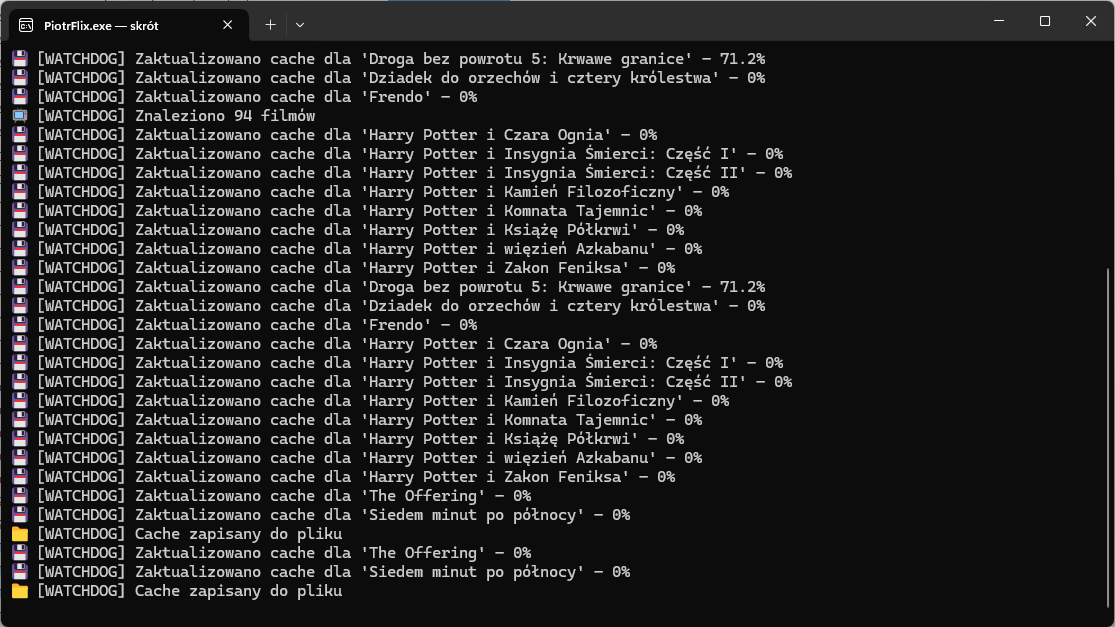 PiotrFlix.exe — skrót
[WATCHDOG] Zaktualizowano cache dla 'Droga bez powrotu 5: Krwawe granice' – 71.2%
[WATCHDOG] Zaktualizowano cache dla 'Dziadek do orzechów i cztery królestwa' – 0%
[WATCHDOG] Zaktualizowano cache dla 'Frendo' – 0%
[WATCHDOG] Znaleziono 94 filmów
[WATCHDOG] Zaktualizowano cache dla 'Harry Potter i Czara Ognia' – 0%
[WATCHDOG] Zaktualizowano cache dla 'Harry Potter i Insygnia Śmierci: Część I' – 0%
[WATCHDOG] Zaktualizowano cache dla 'Harry Potter i Insygnia Śmierci: Część II' – 0%
[WATCHDOG] Zaktualizowano cache dla 'Harry Potter i Kamień Filozoficzny' – 0%
[WATCHDOG] Zaktualizowano cache dla 'Harry Potter i Komnata Tajemnic' – 0%
[WATCHDOG] Zaktualizowano cache dla 'Harry Potter i Książę Półkrwi' – 0%
[WATCHDOG] Zaktualizowano cache dla 'Harry Potter i więzień Azkabanu' – 0%
[WATCHDOG] Zaktualizowano cache dla 'Harry Potter i Zakon Feniksa' – 0%
[WATCHDOG] Zaktualizowano cache dla 'Droga bez powrotu 5: Krwawe granice' – 71.2%
[WATCHDOG] Zaktualizowano cache dla 'Dziadek do orzechów i cztery królestwa' – 0%
[WATCHDOG] Zaktualizowano cache dla 'Frendo' – 0%
[WATCHDOG] Zaktualizowano cache dla 'Harry Potter i Czara Ognia' – 0%
[WATCHDOG] Zaktualizowano cache dla 'Harry Potter i Insygnia Śmierci: Część I' – 0%
[WATCHDOG] Zaktualizowano cache dla 'Harry Potter i Insygnia Śmierci: Część II' – 0%
[WATCHDOG] Zaktualizowano cache dla 'Harry Potter i Kamień Filozoficzny' – 0%
[WATCHDOG] Zaktualizowano cache dla 'Harry Potter i Komnata Tajemnic' – 0%
[WATCHDOG] Zaktualizowano cache dla 'Harry Potter i Książę Półkrwi' – 0%
[WATCHDOG] Zaktualizowano cache dla 'Harry Potter i więzień Azkabanu' – 0%
[WATCHDOG] Zaktualizowano cache dla 'Harry Potter i Zakon Feniksa' – 0%
[WATCHDOG] Zaktualizowano cache dla 'The Offering' – 0%
[WATCHDOG] Zaktualizowano cache dla 'Siedem minut po północy' – 0%
[WATCHDOG] Cache zapisany do pliku
[WATCHDOG] Zaktualizowano cache dla 'The Offering' – 0%
[WATCHDOG] Zaktualizowano cache dla 'Siedem minut po północy' – 0%
[WATCHDOG] Cache zapisany do pliku